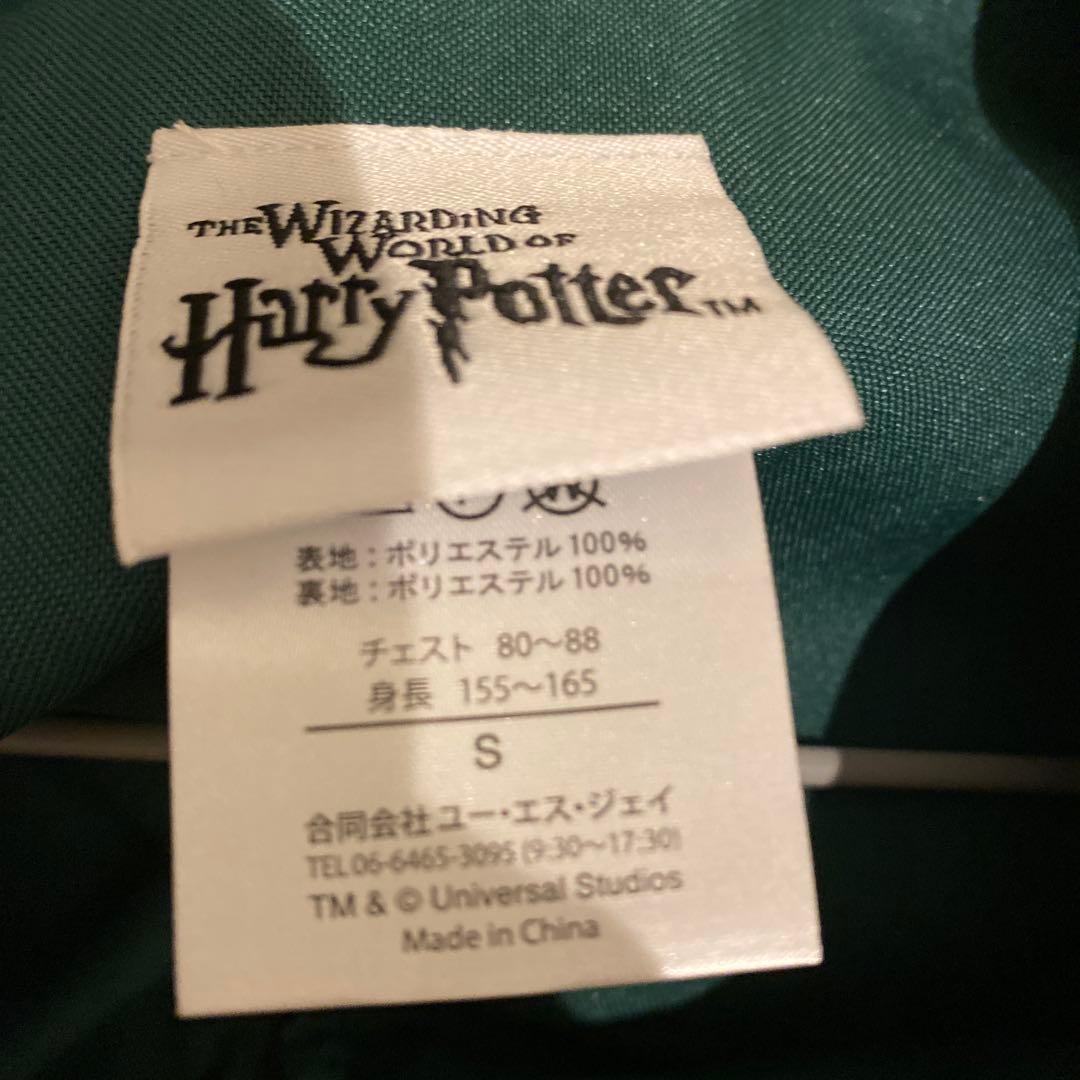 THE WIZARDING
WORLD OF
Harry Potter TM
表地：ポリエステル 100%
裏地：ポリエステル 100%
チェスト 80～88
身長 155～165
S
合同会社ユー・エス・ジェイ
TEL 06-6465-3095 (9:30～17:30)
TM & © Universal Studios
Made in China